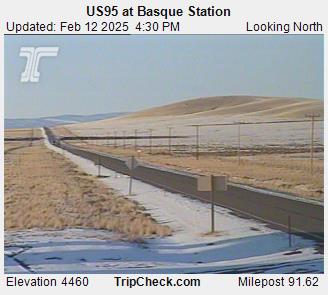 US95 at Basque Station
Updated: Feb 12 2025  4:30 PM
Looking North
Elevation 4460
TripCheck.com
Milepost 91.62